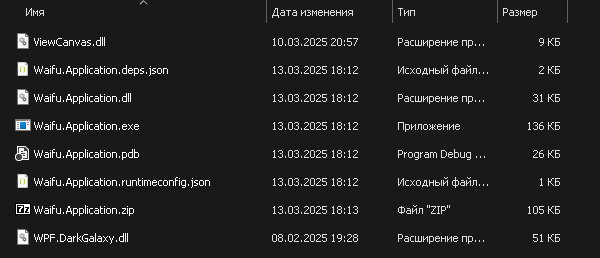 Имя Дата изменения Тип Размер
ViewCanvas.dll 10.03.2025 20:57 Расширение пр... 9 КБ
Waifu.Application.deps.json 13.03.2025 18:12 Исходный файл... 2 КБ
Waifu.Application.dll 13.03.2025 18:12 Расширение пр... 31 КБ
Waifu.Application.exe 13.03.2025 18:12 Приложение 136 КБ
Waifu.Application.pdb 13.03.2025 18:12 Program Debug ... 26 КБ
Waifu.Application.runtimeconfig.json 13.03.2025 18:12 Исходный файл... 1 КБ
Waifu.Application.zip 13.03.2025 18:13 Файл "ZIP" 105 КБ
WPF.DarkGalaxy.dll 08.02.2025 19:28 Расширение пр... 51 КБ